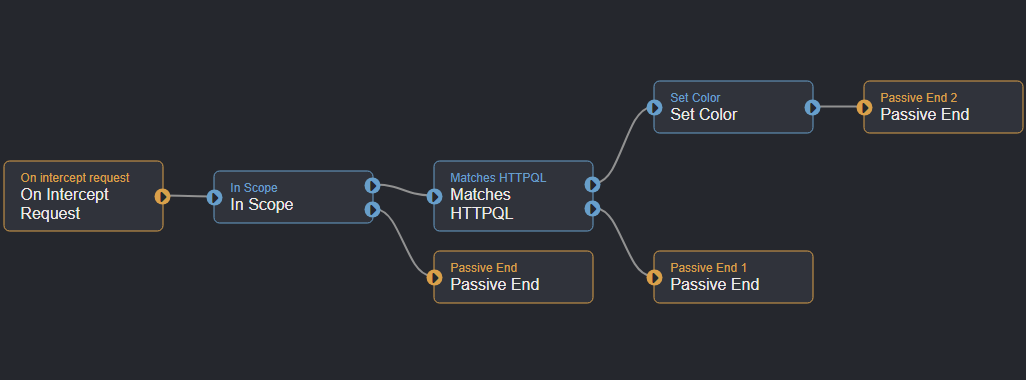 On intercept request
On Intercept
Request
In Scope
In Scope
Matches HTTPQL
Matches
HTTPQL
Passive End
Passive End
Set Color
Set Color
Passive End 1
Passive End
Passive End 2
Passive End